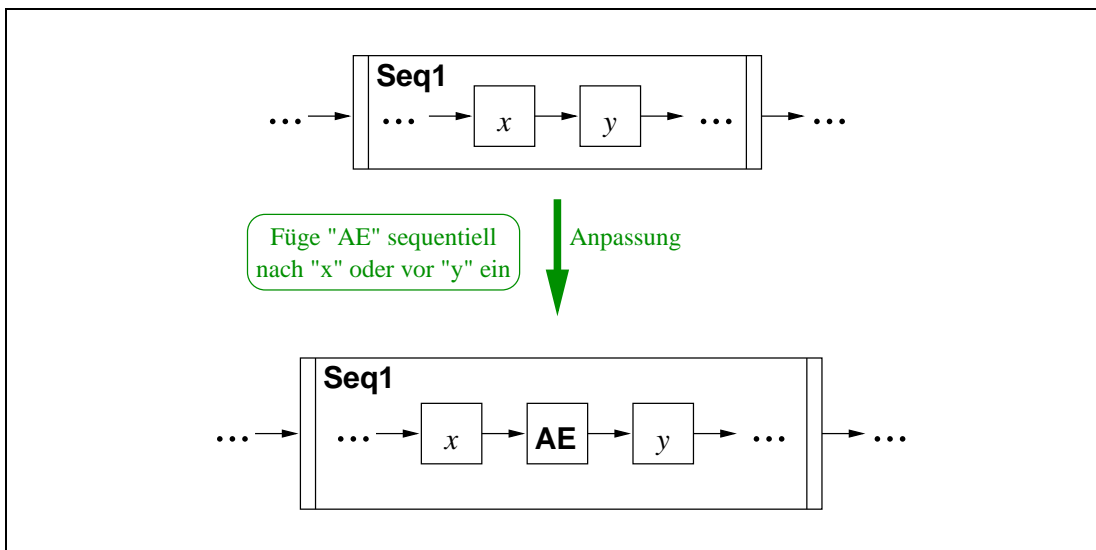 Seq1
... ... x y ... ...
Füge "AE" sequentiell
nach "x" oder vor "y" ein
Anpassung
Seq1
... ... x AE y ... ...